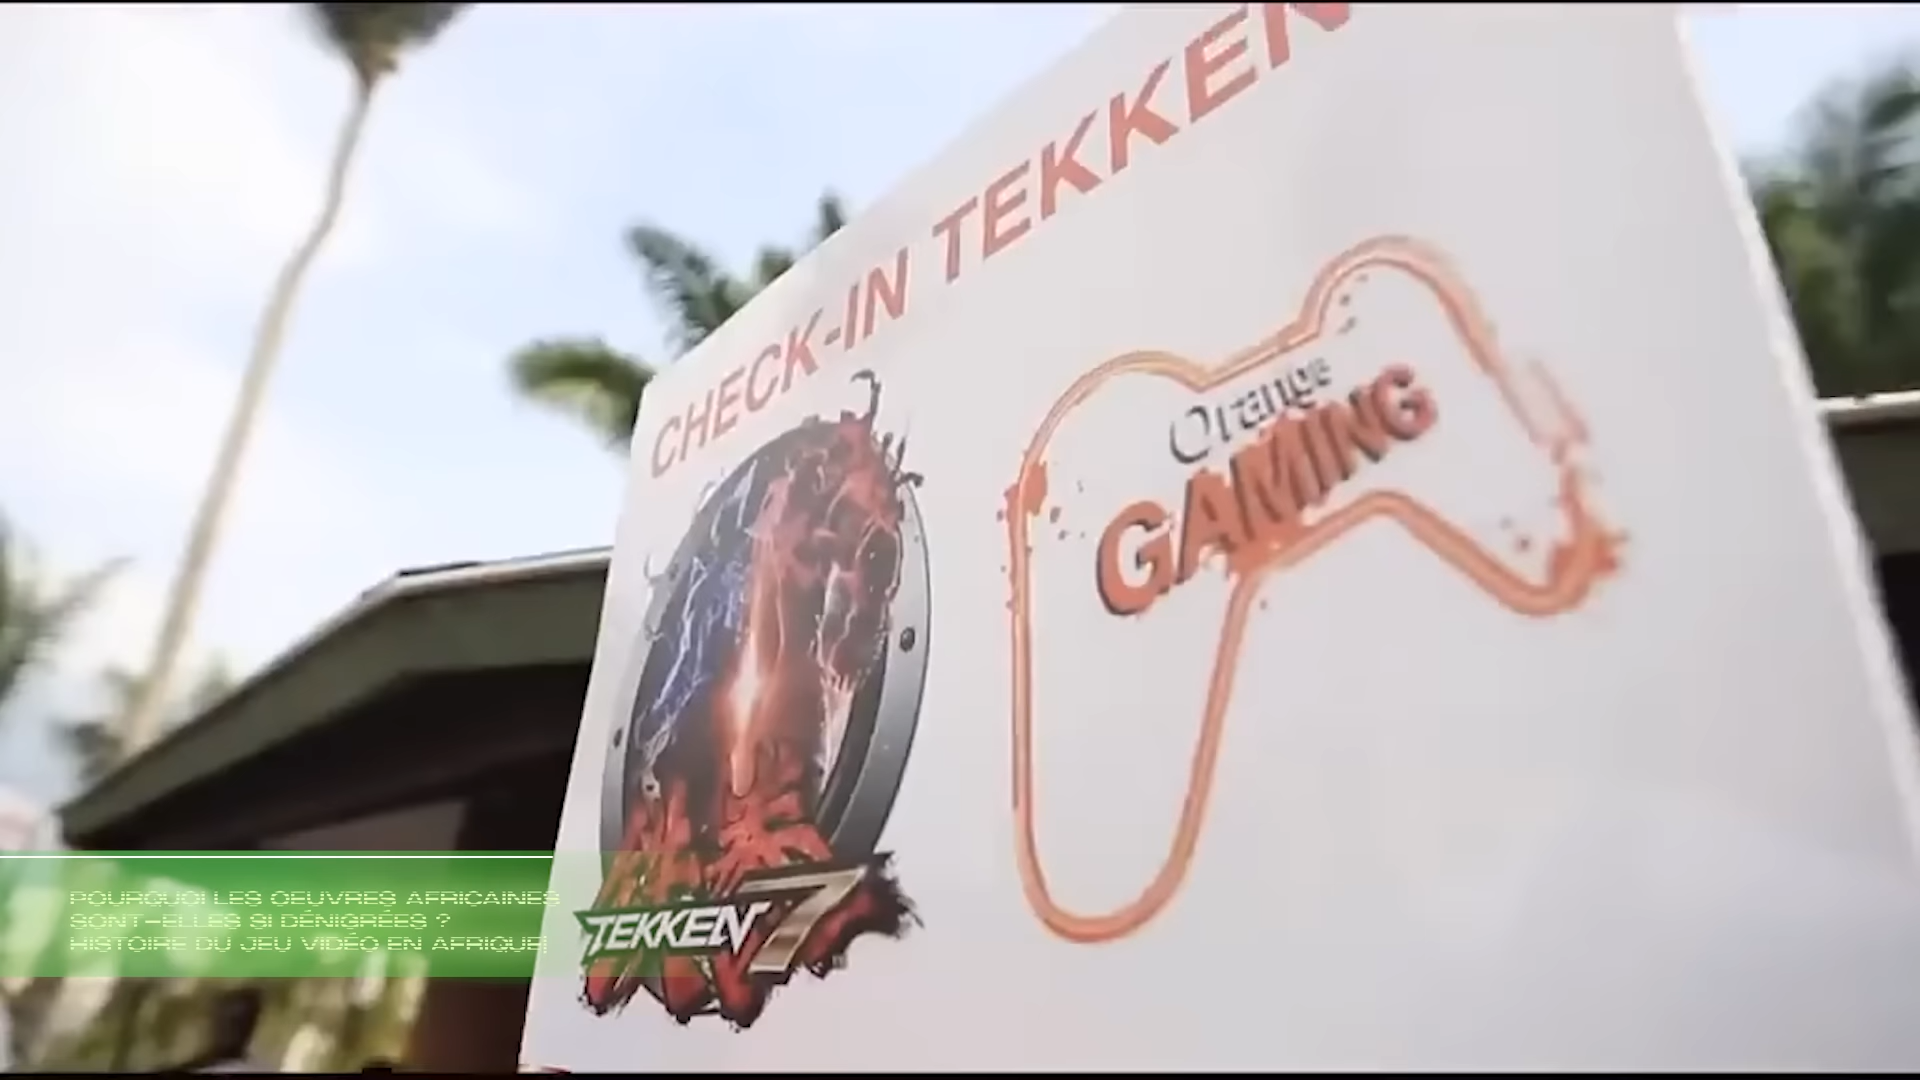 CHECK-IN TEKKEN
Orange
GAMING
TEKKEN 7
POURQUOI LES OEUVRES AFRICAINES
SONT-ELLES SI DÉNIGRÉES ?
HISTOIRE DU JEU VIDÉO EN AFRIQUE